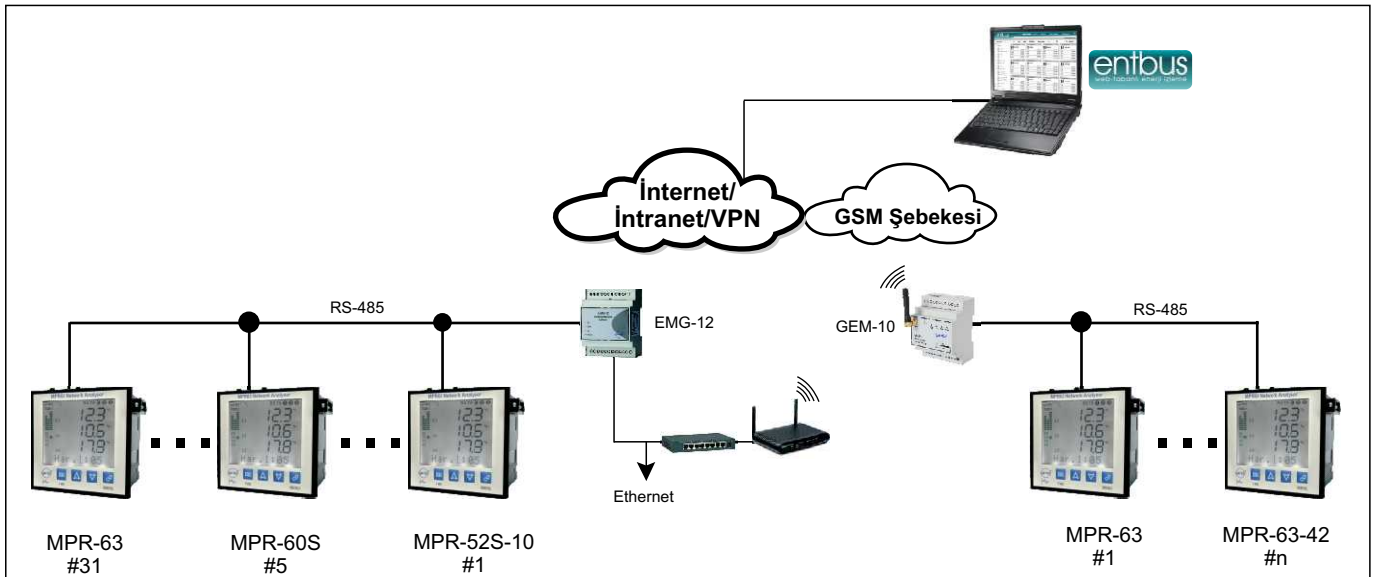 entbus
web-tabanlı enerji izleme
İnternet/
İntranet/VPN
GSM Şebekesi
RS-485
EMG-12
GEM-10
RS-485
Ethernet
MPR-63
#31
MPR-60S
#5
MPR-52S-10
#1
MPR-63
#1
MPR-63-42
#n